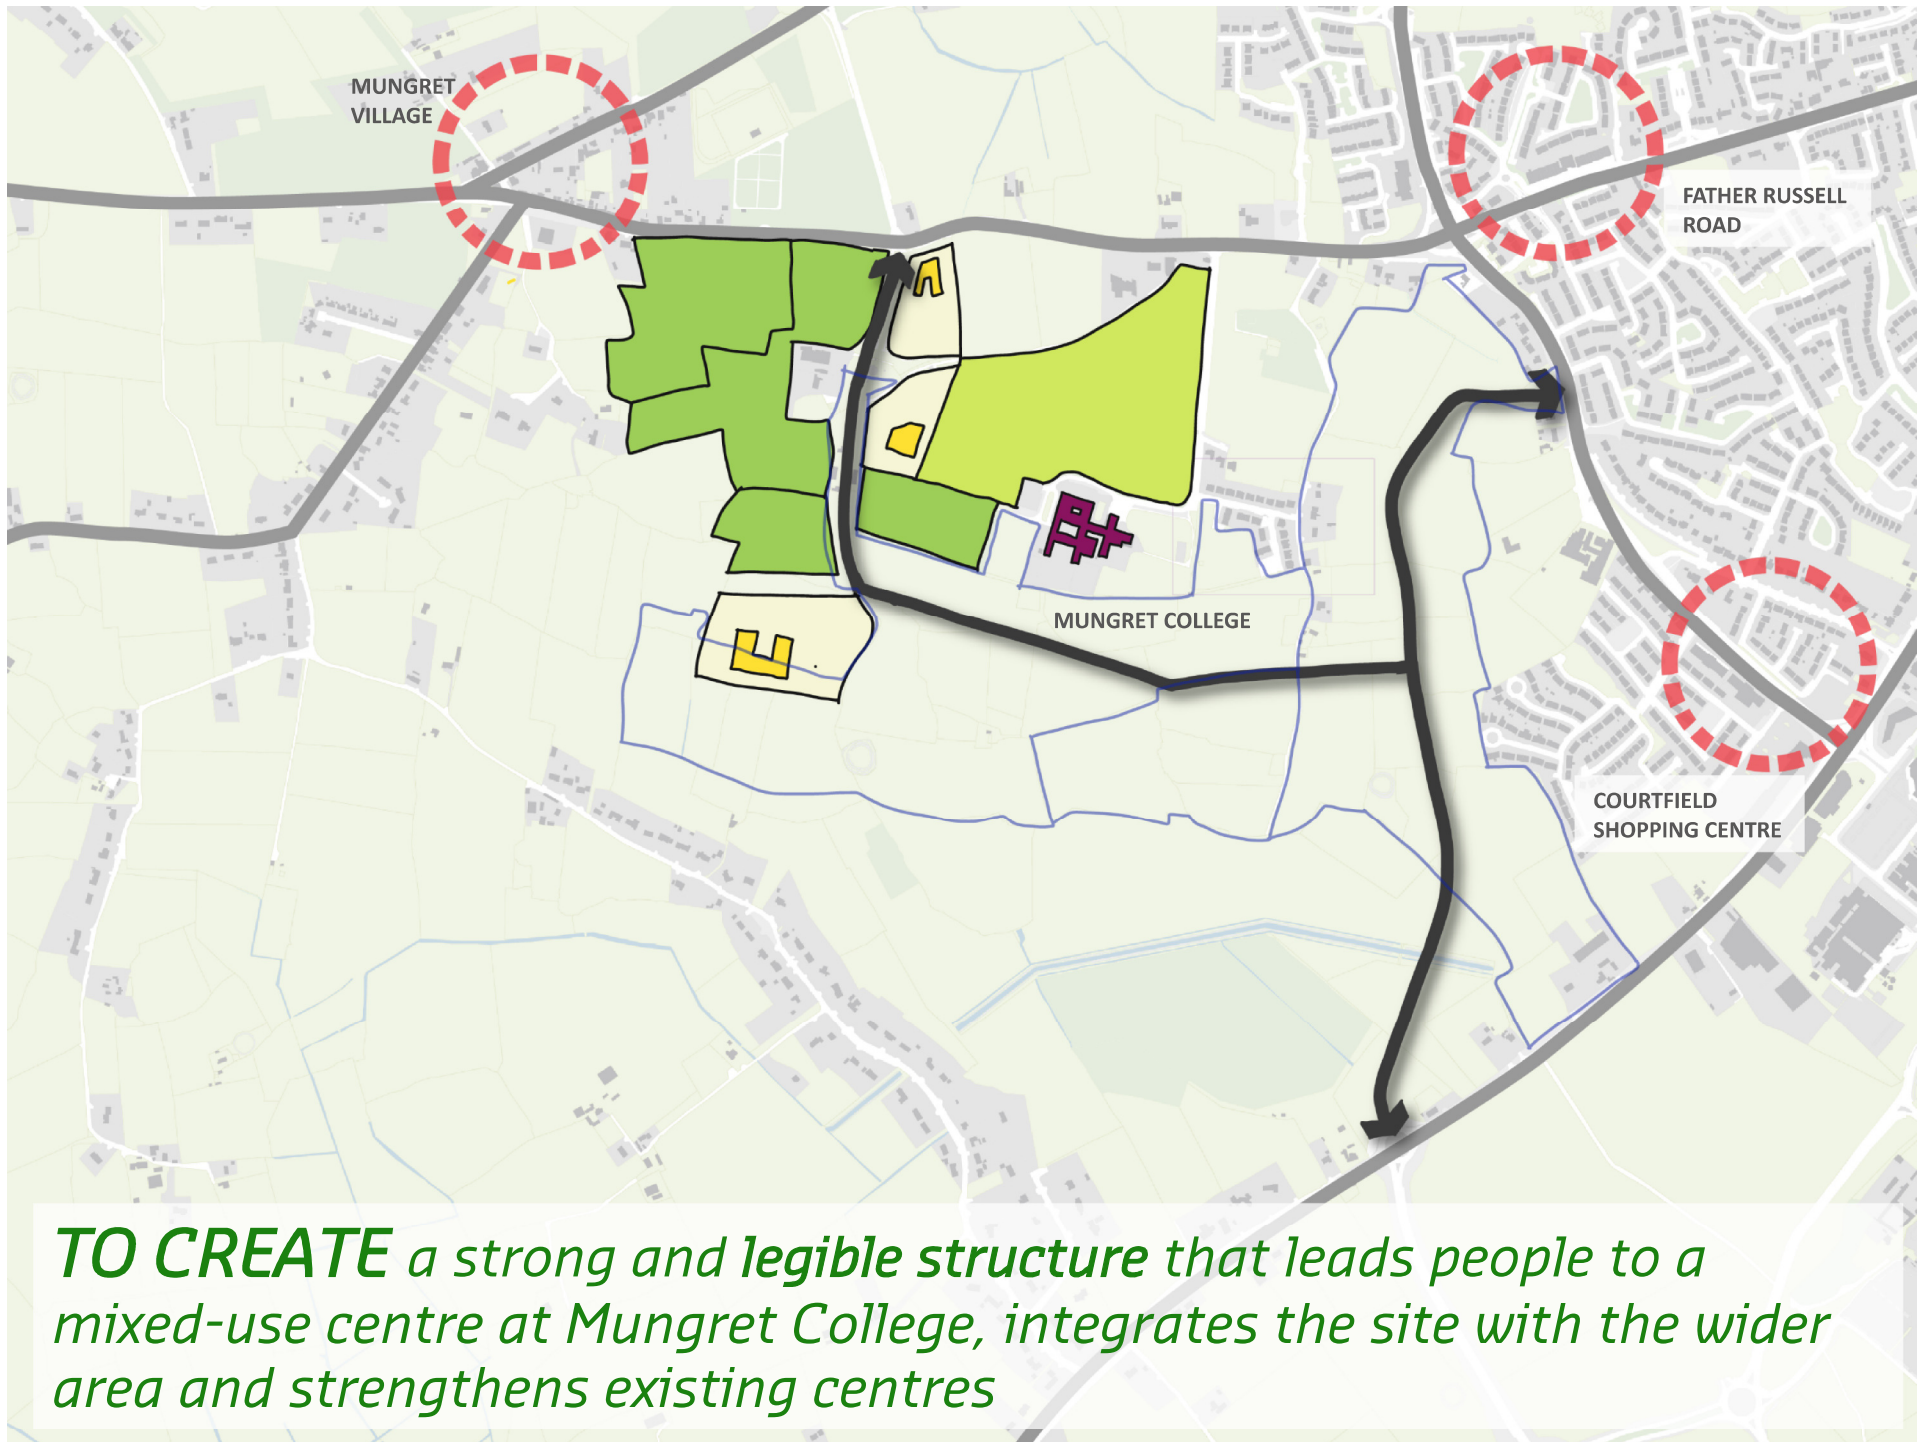 MUNGRET
VILLAGE
FATHER RUSSELL
ROAD
MUNGRET COLLEGE
COURTFIELD
SHOPPING CENTRE
TO CREATE a strong and legible structure that leads people to a
mixed-use centre at Mungret College, integrates the site with the wider
area and strengthens existing centres